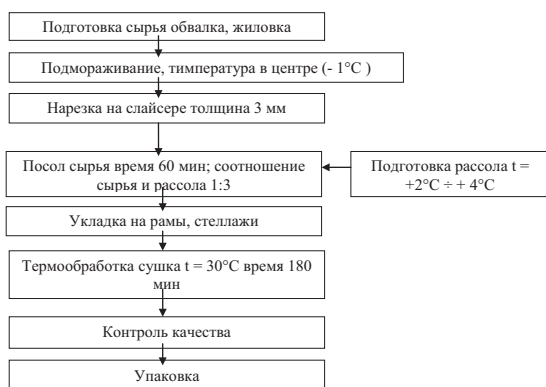 Подготовка сырья обвалка, жиловка
Подмораживание, тимпература в центре (- 1°C )
Нарезка на слайсере толщина 3 мм
Посол сырья время 60 мин; соотношение
сырья и рассола 1:3
Подготовка рассола t =
+2°C ÷ + 4°C
Укладка на рамы, стеллажи
Термообработка сушка t = 30°C время 180
мин
Контроль качества
Упаковка